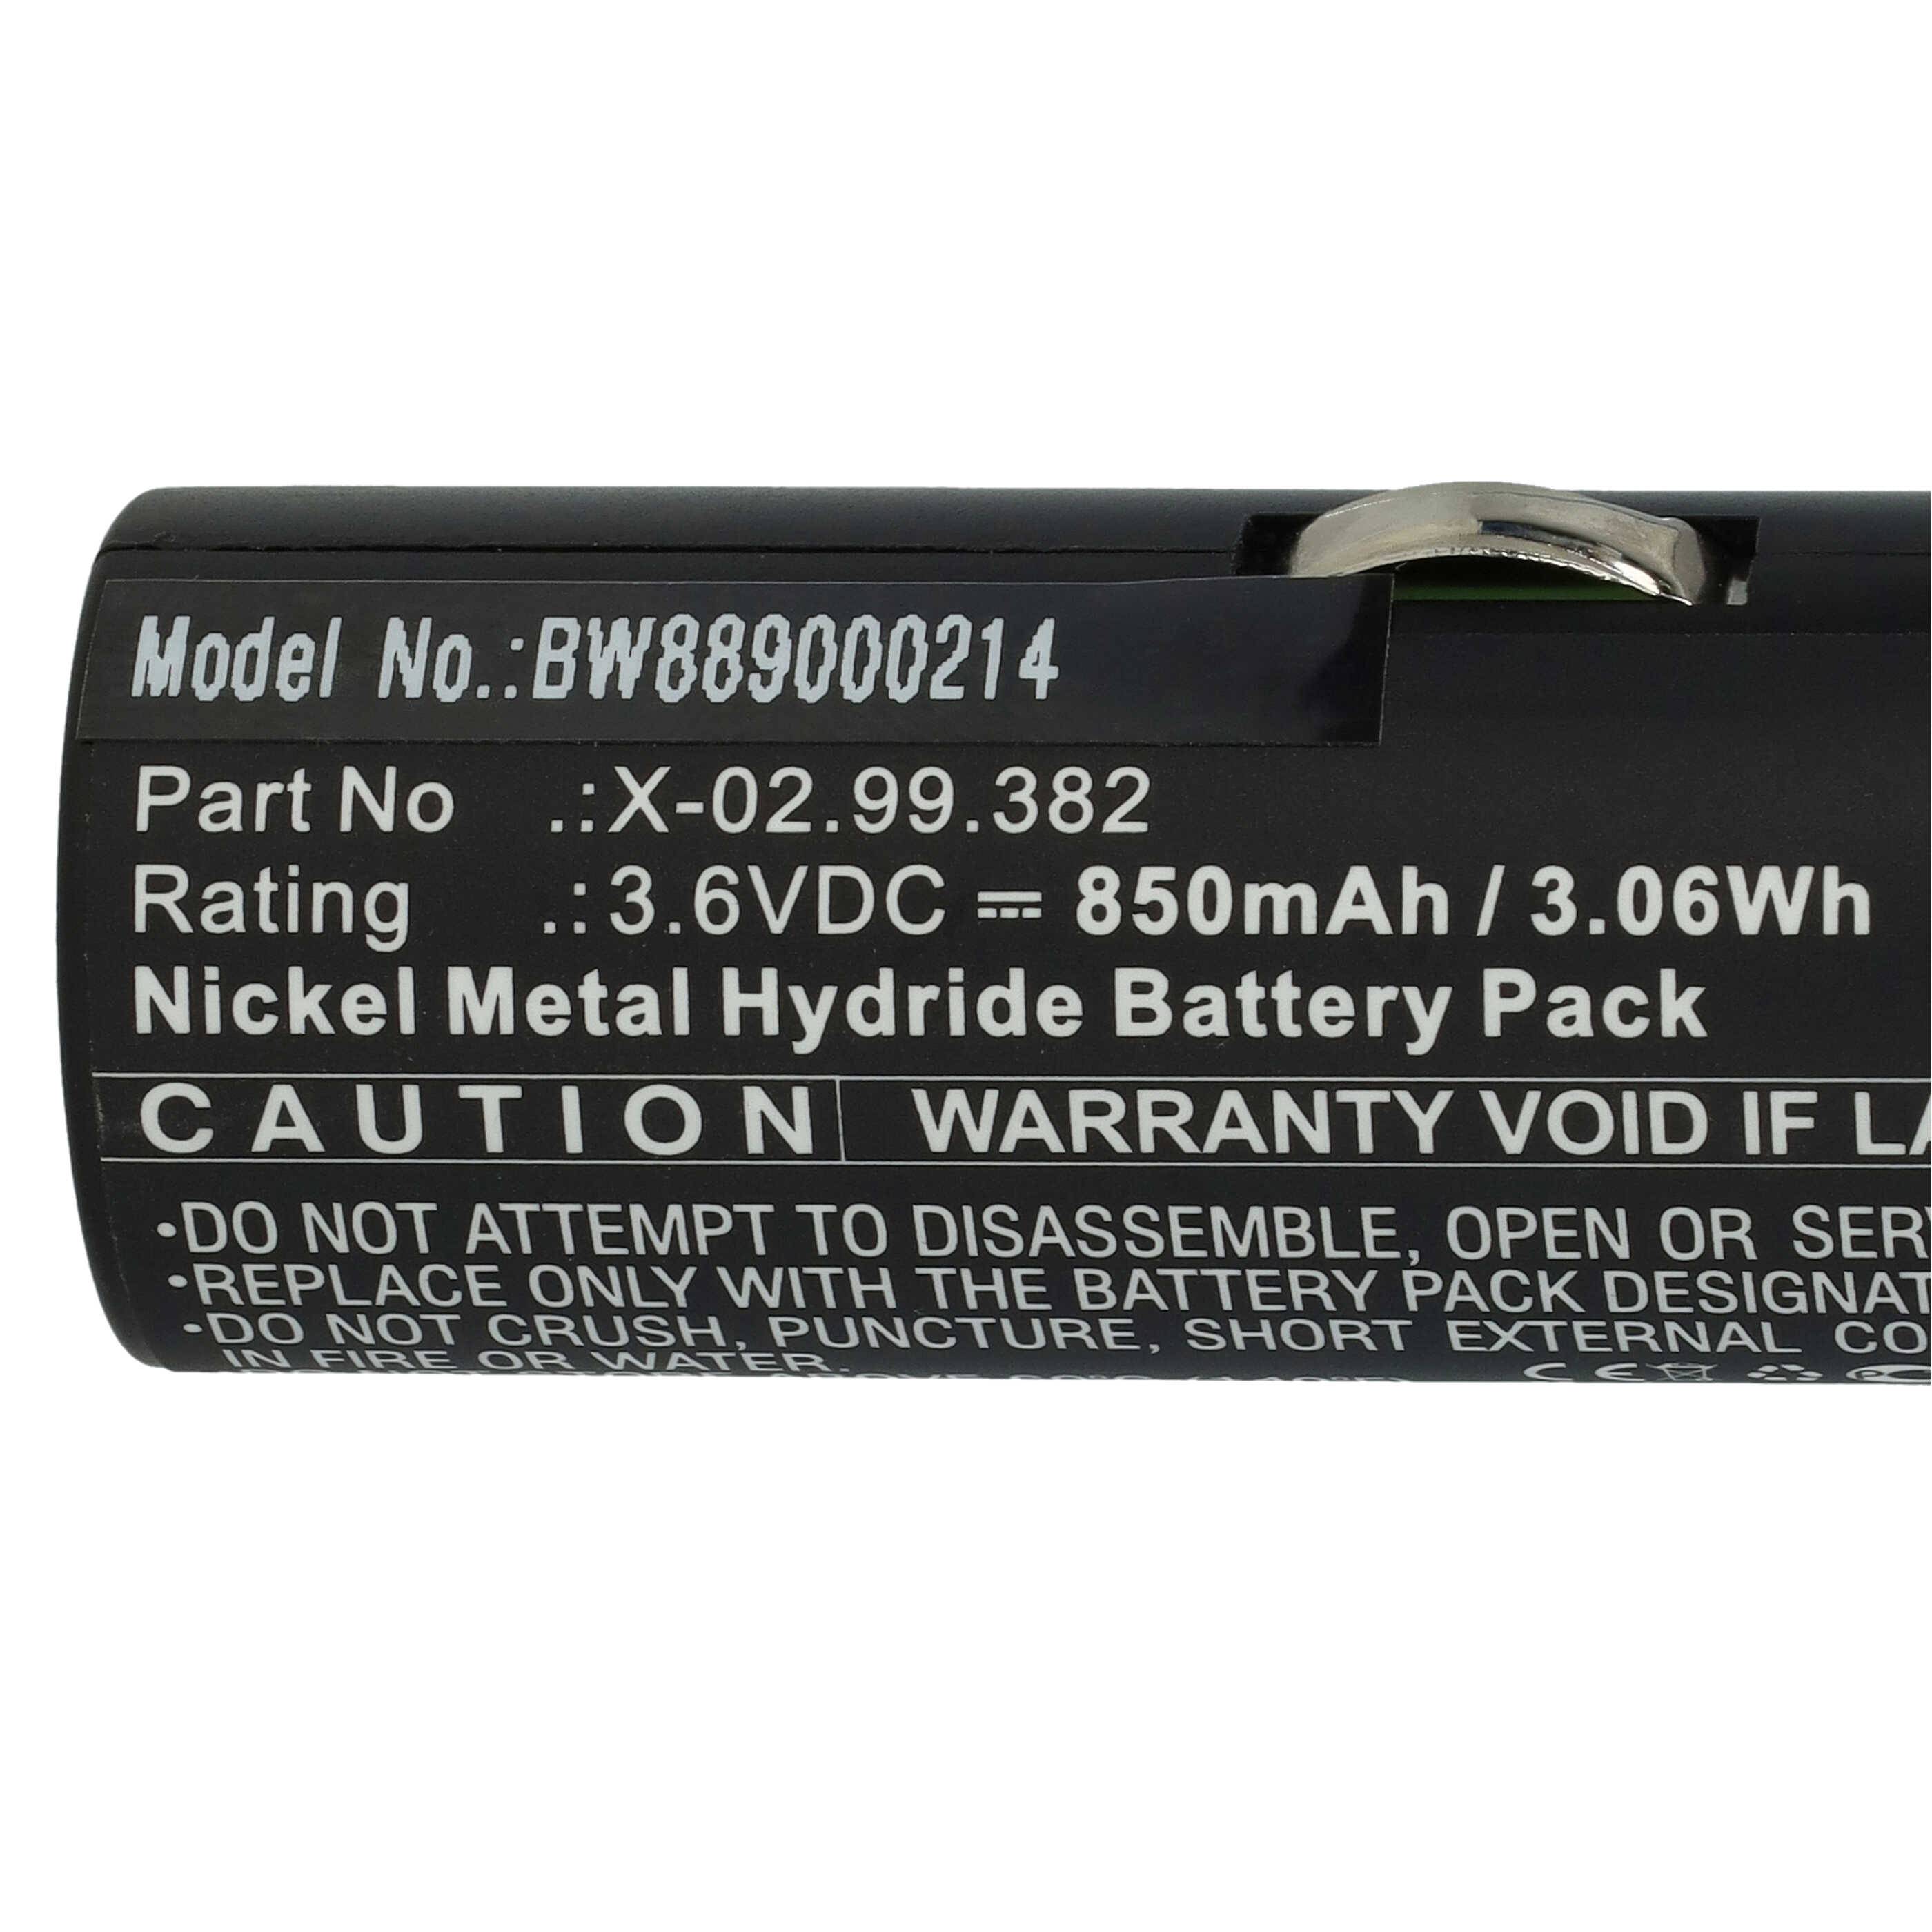 Model No.:BW889000214
Part No .:X-02.99.382
Rating .:3.6VDC ⎓ 850mAh / 3.06Wh
Nickel Metal Hydride Battery Pack
CAUTION WARRANTY VOID IF
•DO NOT ATTEMPT TO DISASSEMBLE, OPEN OR
•REPLACE ONLY WITH THE BATTERY PACK
•DO NOT CRUSH, PUNCTURE, SHORT EXTERNAL
IN FIRE OR WATER.
CE